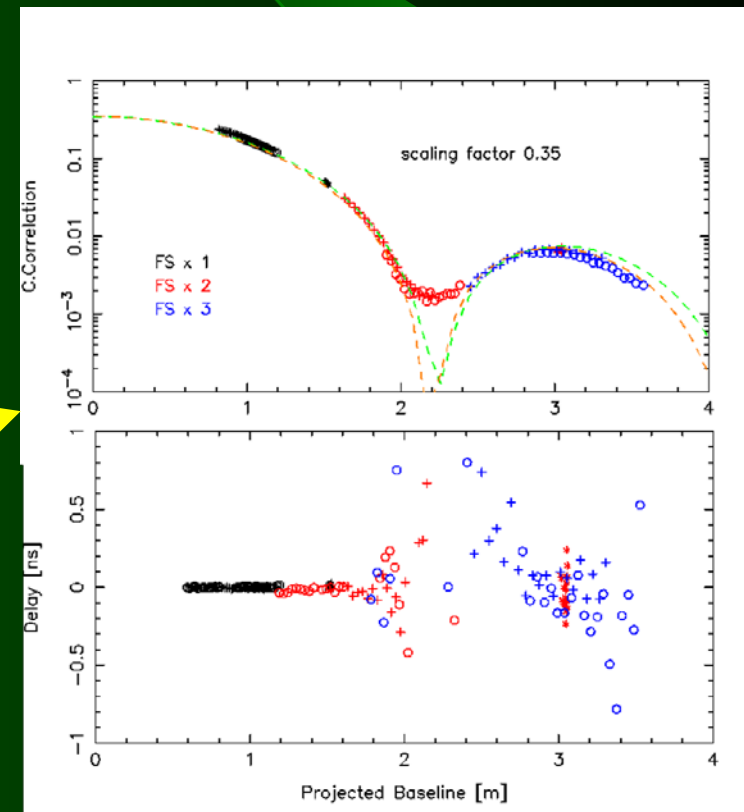 1
0.1
0.01
10⁻³
10⁻⁴
C.Correlation
scaling factor 0.35
FS x 1
FS x 2
FS x 3
0 1 2 3 4
1
0.5
0
−0.5
−1
Delay [ns]
0 1 2 3 4
Projected Baseline [m]